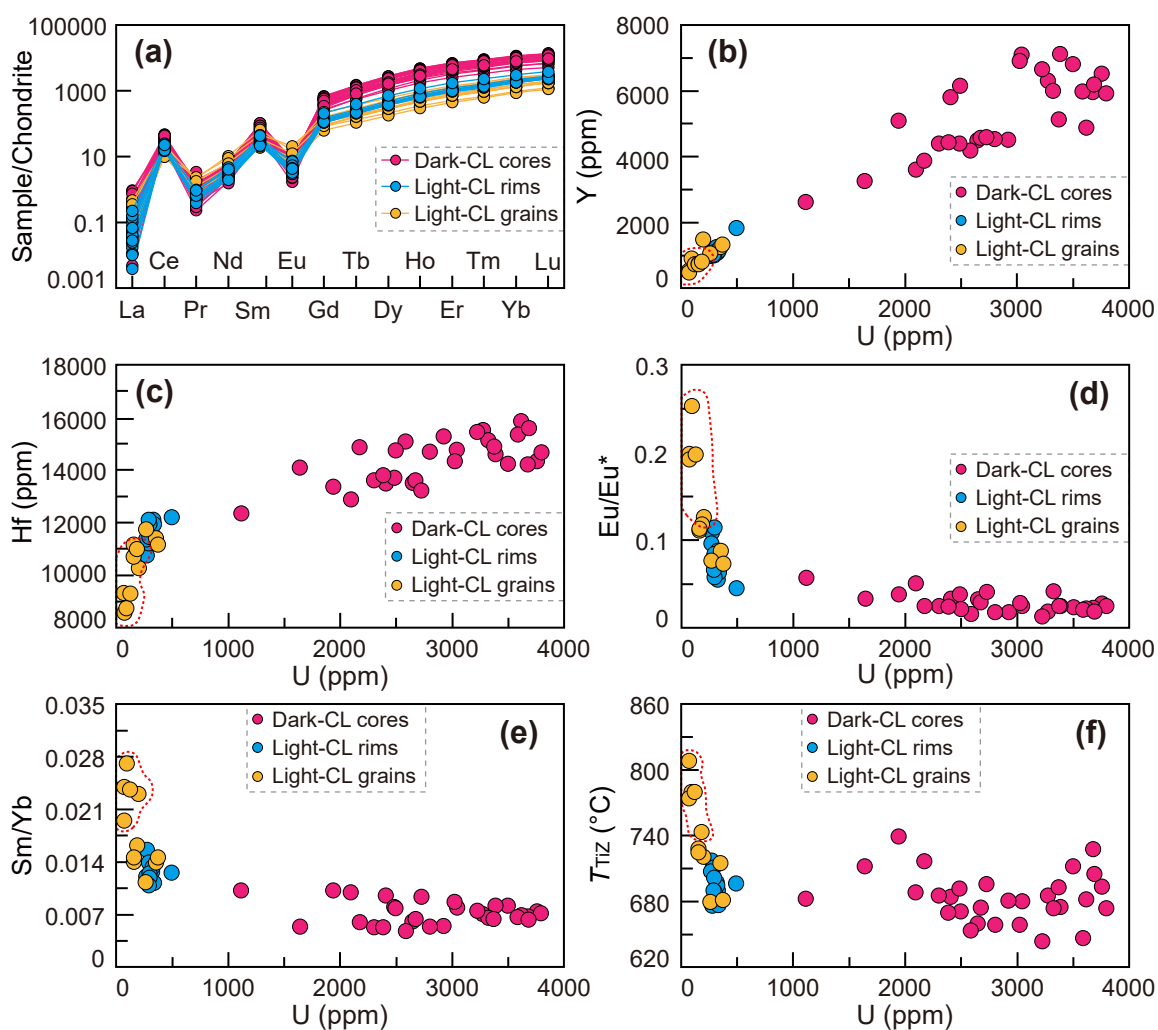 (a)
Sample/Chondrite
100000
1000
10
0.1
0.001
Ce Nd Eu Tb Ho Tm Lu
La Pr Sm Gd Dy Er Yb
Dark-CL cores
Light-CL rims
Light-CL grains
(b)
Y (ppm)
8000
6000
4000
2000
0
Dark-CL cores
Light-CL rims
Light-CL grains
0 1000 2000 3000 4000
U (ppm)
(c)
Hf (ppm)
18000
16000
14000
12000
10000
8000
Dark-CL cores
Light-CL rims
Light-CL grains
0 1000 2000 3000 4000
U (ppm)
(d)
Eu/Eu*
0.3
0.2
0.1
0
Dark-CL cores
Light-CL rims
Light-CL grains
0 1000 2000 3000 4000
U (ppm)
(e)
Sm/Yb
0.035
0.028
0.021
0.014
0.007
0
Dark-CL cores
Light-CL rims
Light-CL grains
0 1000 2000 3000 4000
U (ppm)
(f)
TTiZ (°C)
860
800
740
680
620
Dark-CL cores
Light-CL rims
Light-CL grains
0 1000 2000 3000 4000
U (ppm)